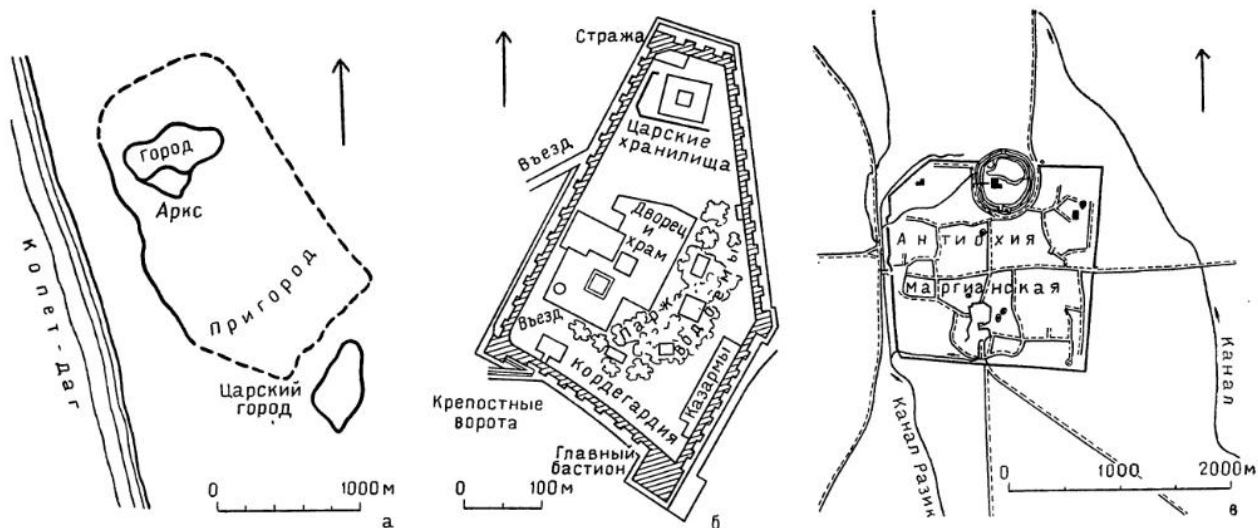 Город
Аркс
Копет-Даг
Пригород
Царский
город
0 1000м
а
Стража
Царские
хранилища
Въезд
Дворец
и
храм
Парк
Водоемы
Въезд
Кордегардия
Казармы
Крепостные
ворота
Главный
бастион
0 100м
б
Антиохия
Маргианская
Канал
Канал Разик
0 1000 2000м
в